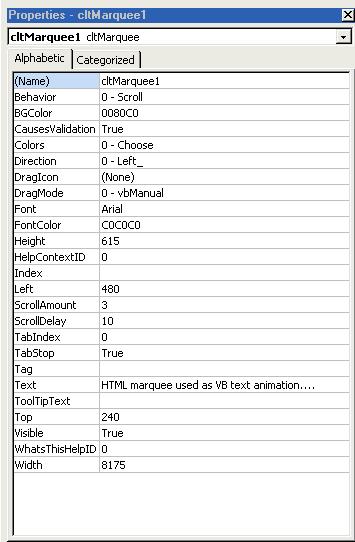 Properties - cltMarquee1
cltMarquee1 cltMarquee
Alphabetic Categorized
(Name) cltMarquee1
Behavior 0 - Scroll
BGColor 0080C0
CausesValidation True
Colors 0 - Choose
Direction 0 - Left_
DragIcon (None)
DragMode 0 - vbManual
Font Arial
FontColor C0C0C0
Height 615
HelpContextID 0
Index
Left 480
ScrollAmount 3
ScrollDelay 10
TabIndex 0
TabStop True
Tag
Text HTML marquee used as VB text animation....
ToolTipText
Top 240
Visible True
WhatsThisHelpID 0
Width 8175